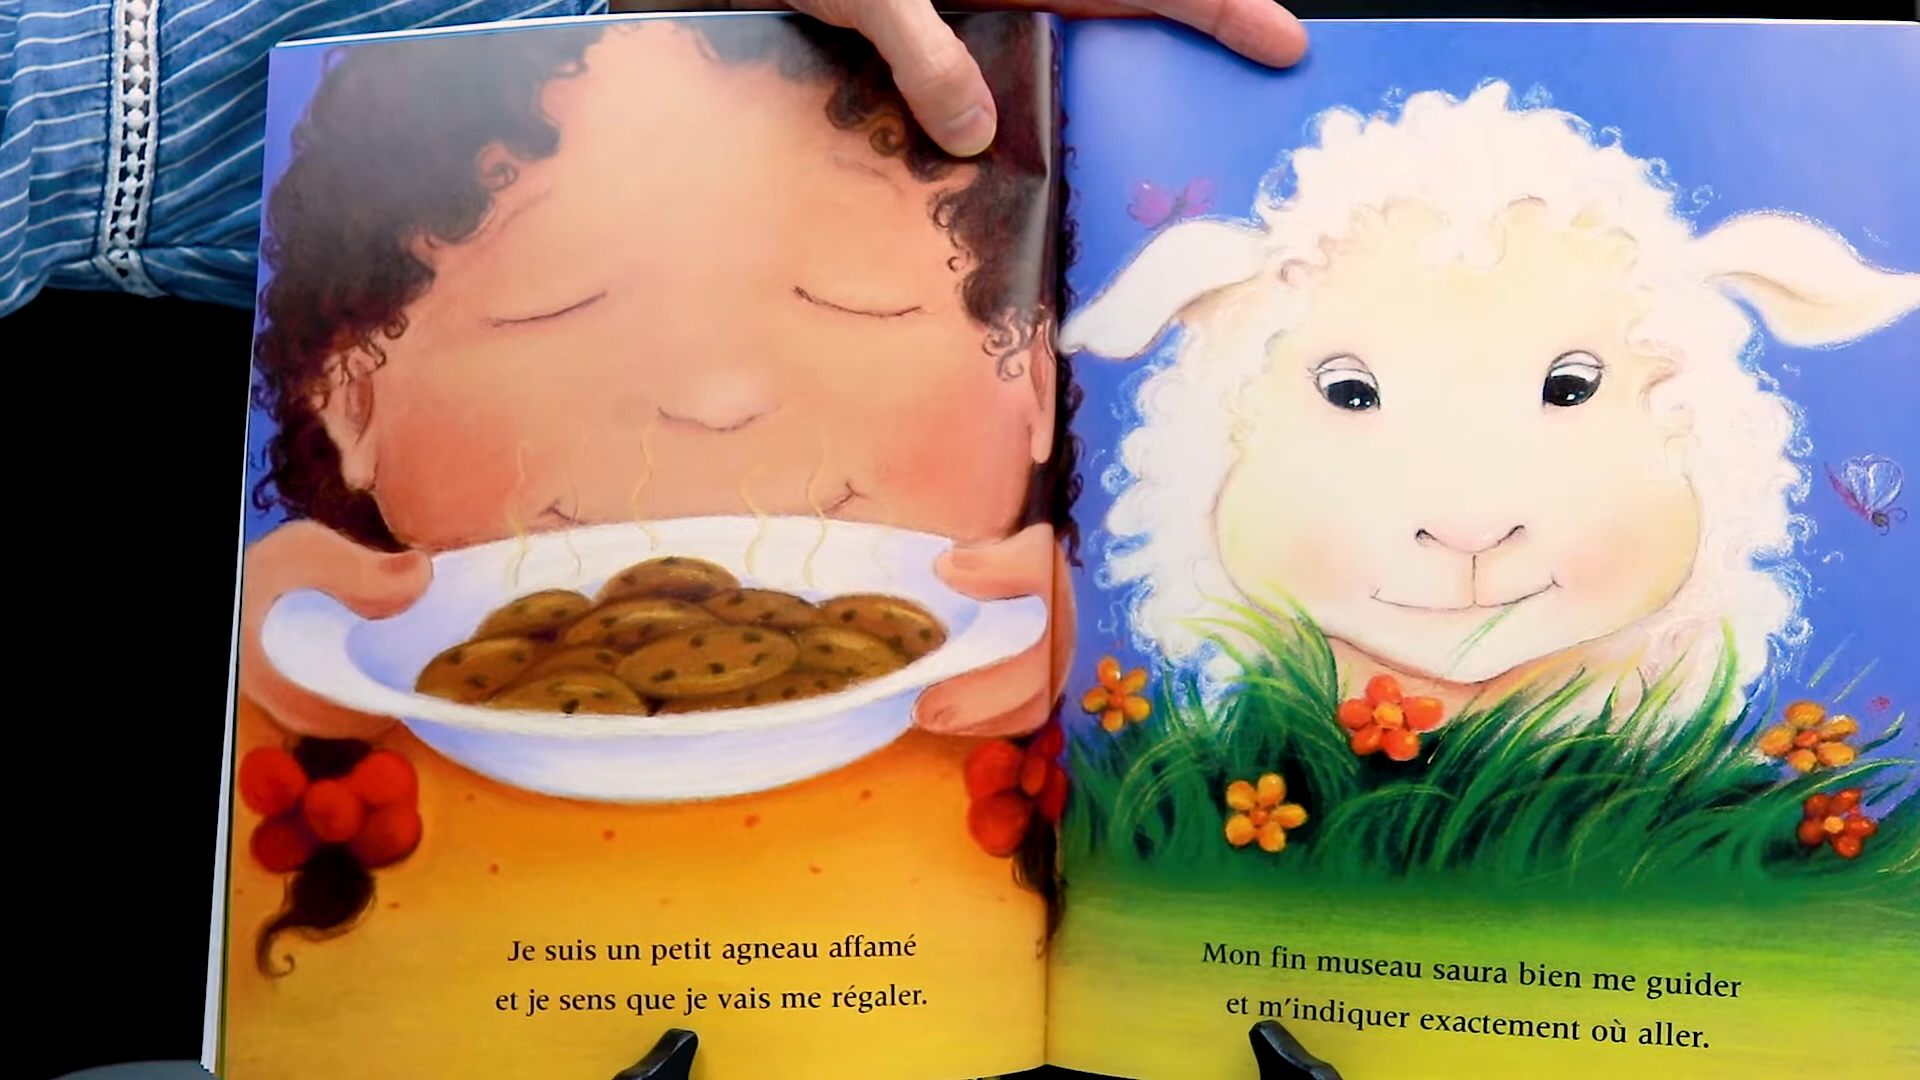 Je suis un petit agneau affamé
et je sens que je vais me régaler.
Mon fin museau saura bien me guider
et m’indiquer exactement où aller.